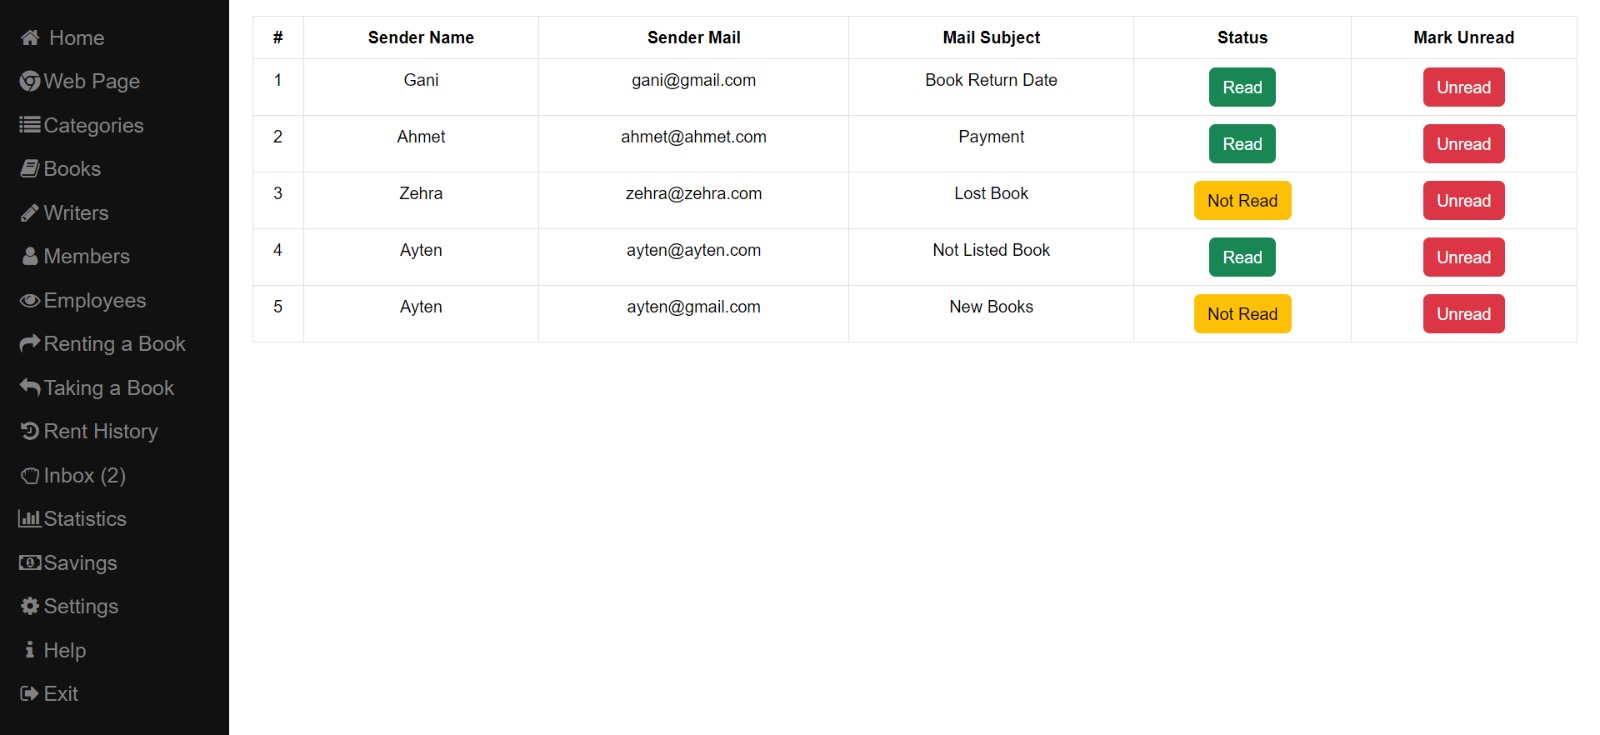 Home
Web Page
Categories
Books
Writers
Members
Employees
Renting a Book
Taking a Book
Rent History
Inbox (2)
Statistics
Savings
Settings
Help
Exit
# Sender Name Sender Mail Mail Subject Status Mark Unread
1 Gani gani@gmail.com Book Return Date Read Unread
2 Ahmet ahmet@ahmet.com Payment Read Unread
3 Zehra zehra@zehra.com Lost Book Not Read Unread
4 Ayten ayten@ayten.com Not Listed Book Read Unread
5 Ayten ayten@gmail.com New Books Not Read Unread